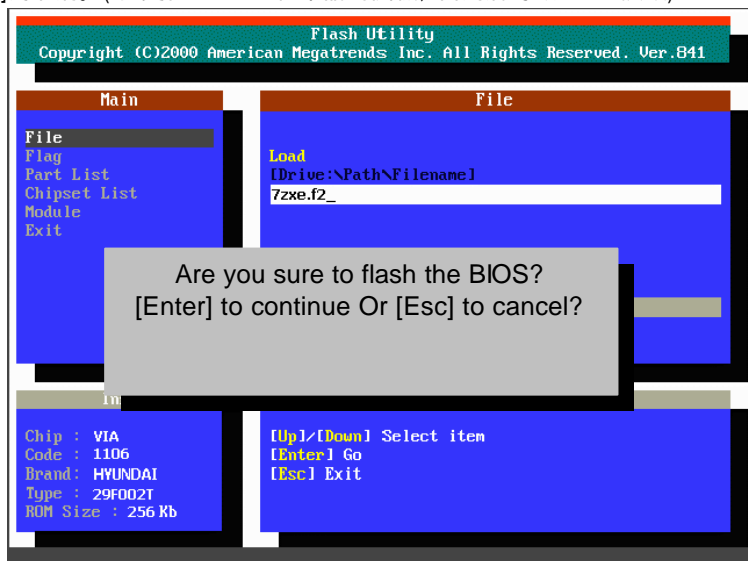 Flash Utility
Copyright (C)2000 American Megatrends Inc. All Rights Reserved. Ver.841
Main
File
Flag
Part List
Chipset List
Module
Exit
File
Load
[Drive:\Path\Filename]
7zxe.f2_
Are you sure to flash the BIOS?
[Enter] to continue Or [Esc] to cancel?
Chip : VIA
Code : 1106
Brand: HYUNDAI
Type : 29F002T
ROM Size : 256 Kb
[Up]/[Down] Select item
[Enter] Go
[Esc] Exit